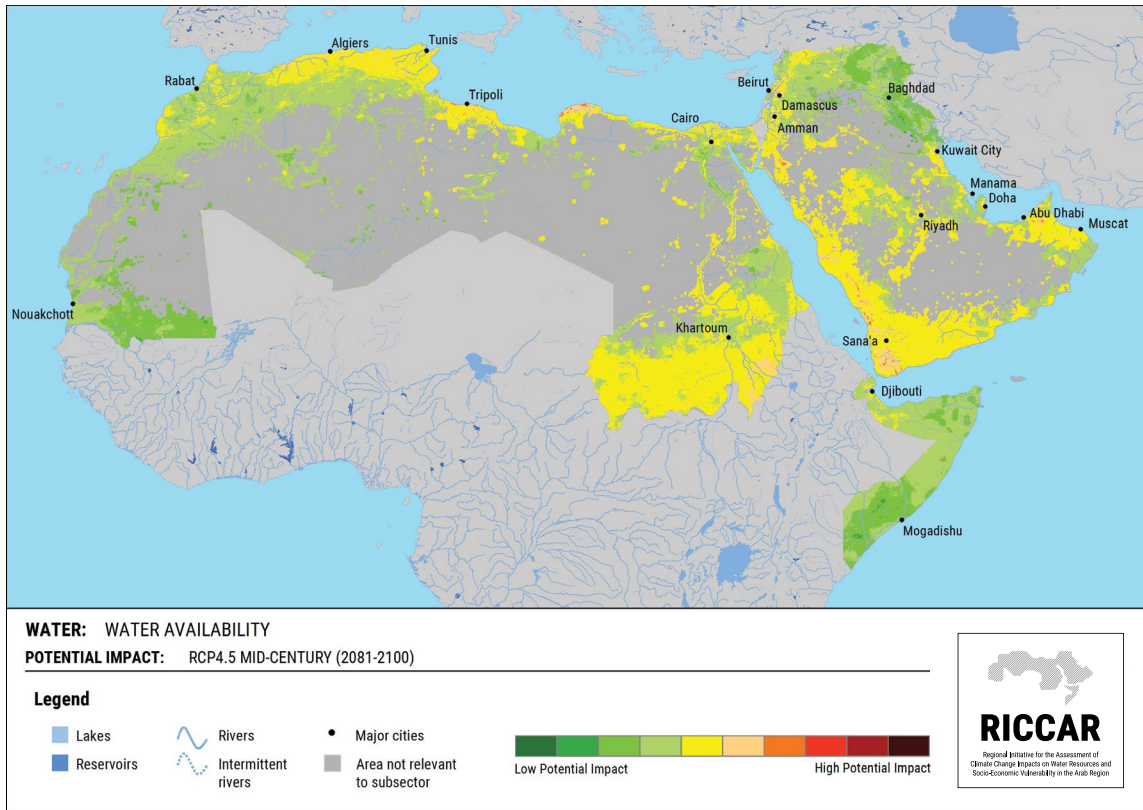 Algiers
Tunis
Rabat
Tripoli
Beirut
Baghdad
Damascus
Cairo
Amman
Kuwait City
Manama
Doha
Abu Dhabi
Muscat
Riyadh
Nouakchott
Khartoum
Sana'a
Djibouti
Mogadishu
WATER: WATER AVAILABILITY
POTENTIAL IMPACT: RCP4.5 MID-CENTURY (2081-2100)
Legend
Lakes
Reservoirs
Rivers
Intermittent
rivers
Major cities
Area not relevant
to subsector
Low Potential Impact
High Potential Impact
RICCAR
Regional Initiative for the Assessment of
Climate Change Impacts on Water Resources and
Socio-Economic Vulnerability in the Arab Region